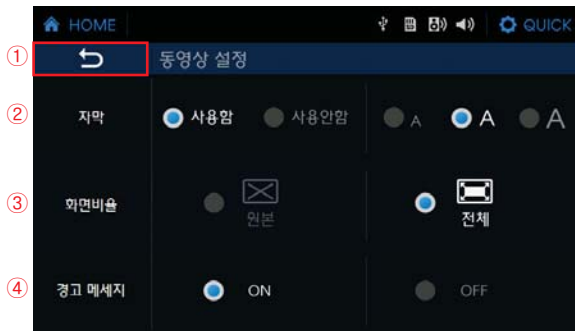 HOME QUICK
① 동영상 설정
② 자막 사용함 사용안함 A A A
③ 화면비율 원본 전체
④ 경고 메세지 ON OFF